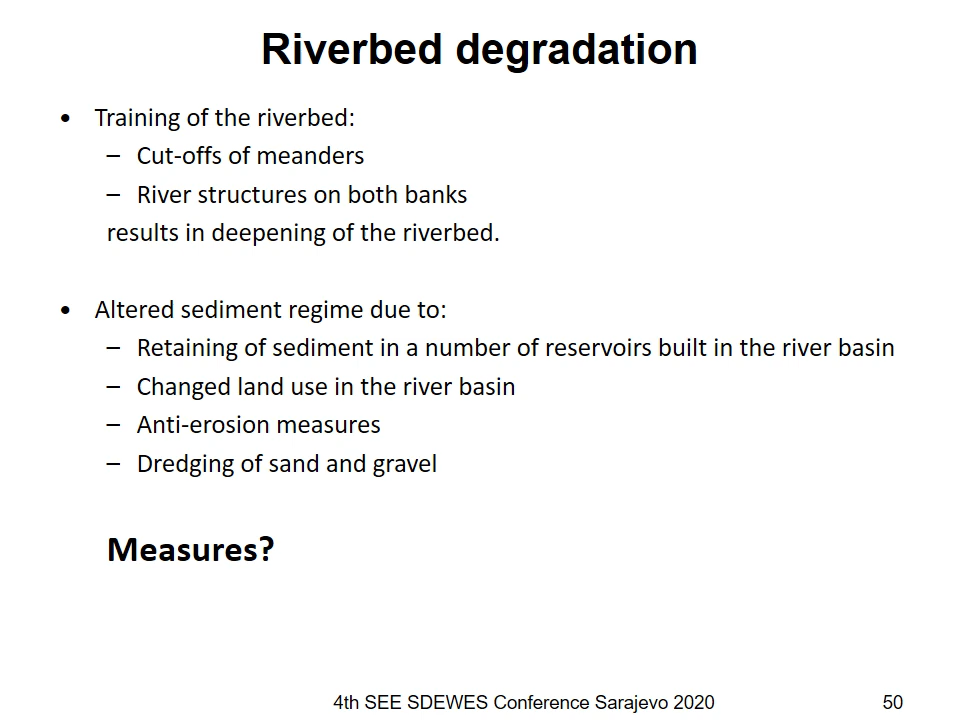 Riverbed degradation
• Training of the riverbed:
– Cut-offs of meanders
– River structures on both banks
results in deepening of the riverbed.
• Altered sediment regime due to:
– Retaining of sediment in a number of reservoirs built in the river basin
– Changed land use in the river basin
– Anti-erosion measures
– Dredging of sand and gravel
Measures?
4th SEE SDEWES Conference Sarajevo 2020
50